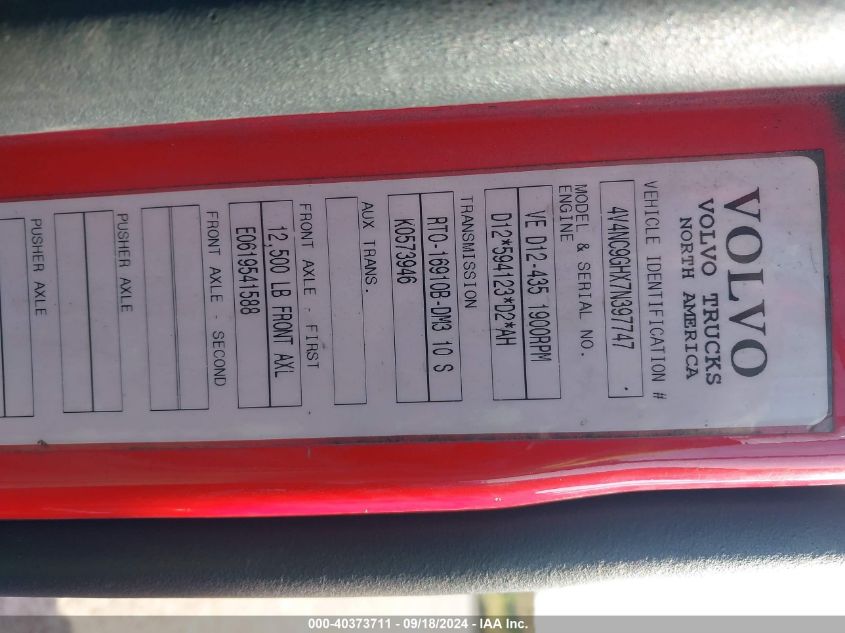 VOLVO
VOLVO TRUCKS
NORTH AMERICA
VEHICLE IDENTIFICATION #
4V4NC9GHX7N397747
MODEL & SERIAL NO.
ENGINE
VE D12-435 1900RPM
D12*594123*D2*AH
TRANSMISSION
RTO-16910B-DM3 10 S
K0573946
AUX TRANS.
FRONT AXLE - FIRST
12,500 LB FRONT AXL
E0619541588
FRONT AXLE - SECOND
PUSHER AXLE
PUSHER AXLE
000-40373711 - 09/18/2024 - IAA Inc.